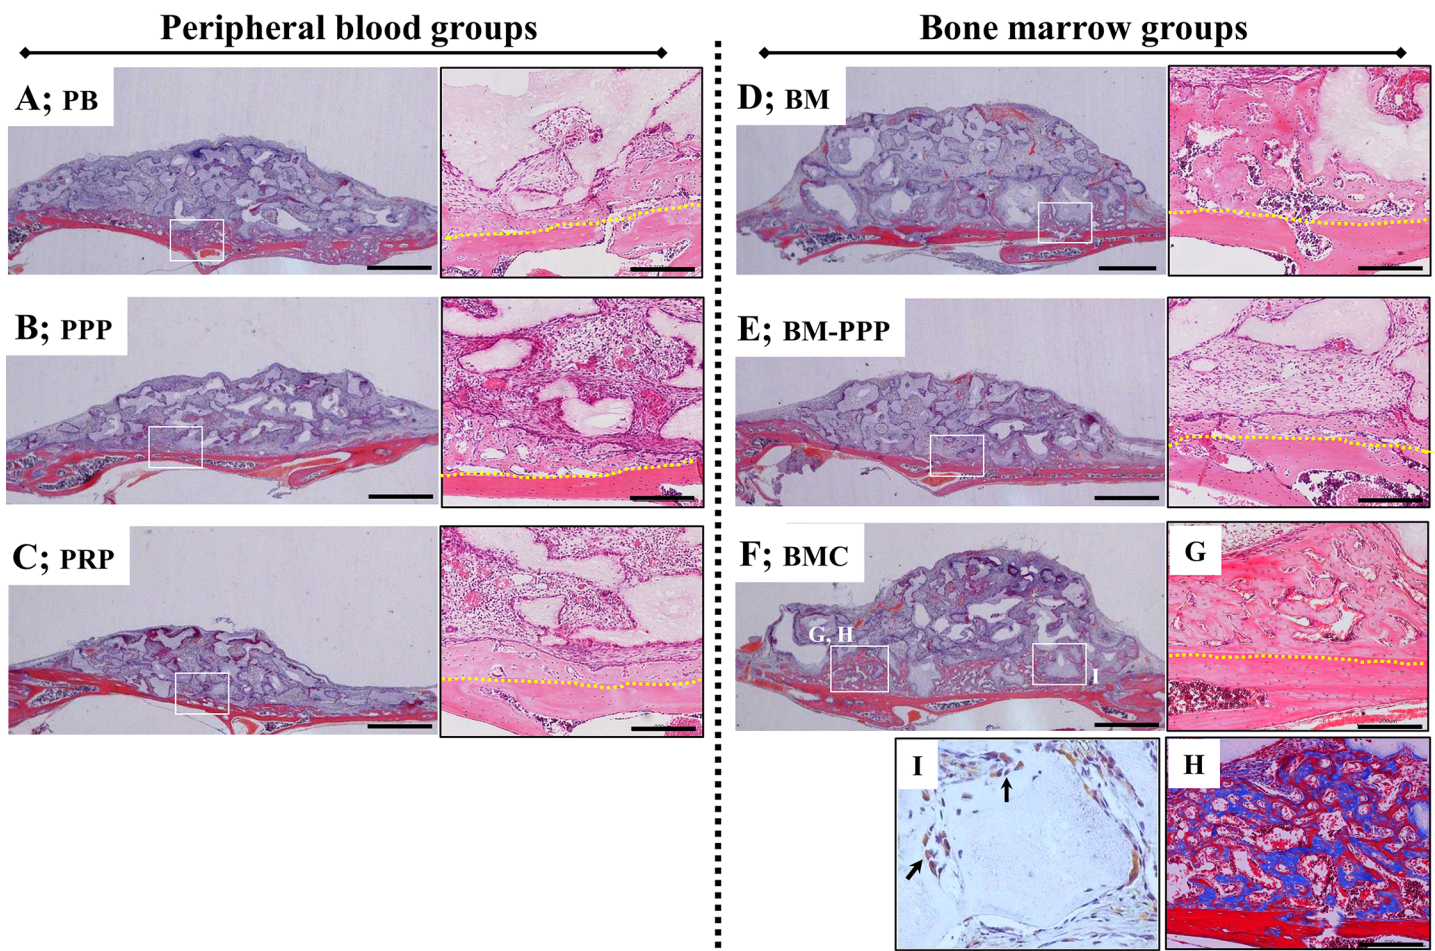 Peripheral blood groups
Bone marrow groups
A; PB
D; BM
B; PPP
E; BM-PPP
C; PRP
F; BMC
G, H
I
G
I
H